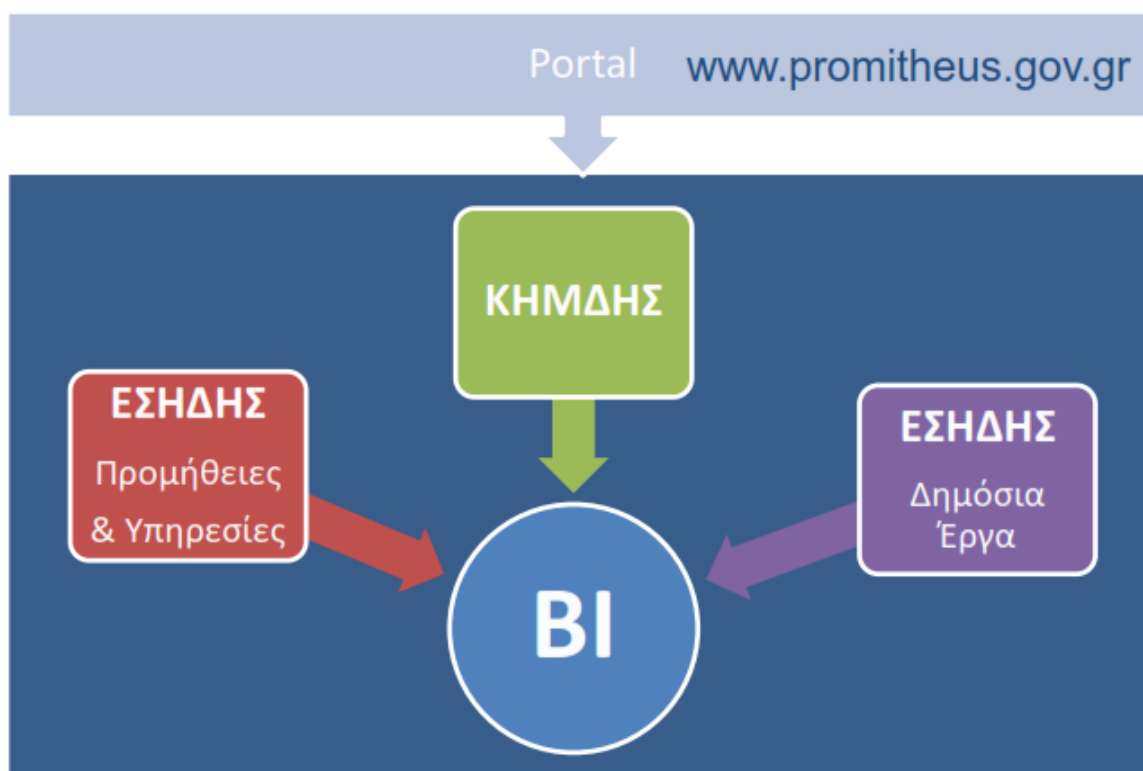 Portal www.promitheus.gov.gr
ΚΗΜΔΗΣ
ΕΣΗΔΗΣ
Προμήθειες
& Υπηρεσίες
ΕΣΗΔΗΣ
Δημόσια
Έργα
BI